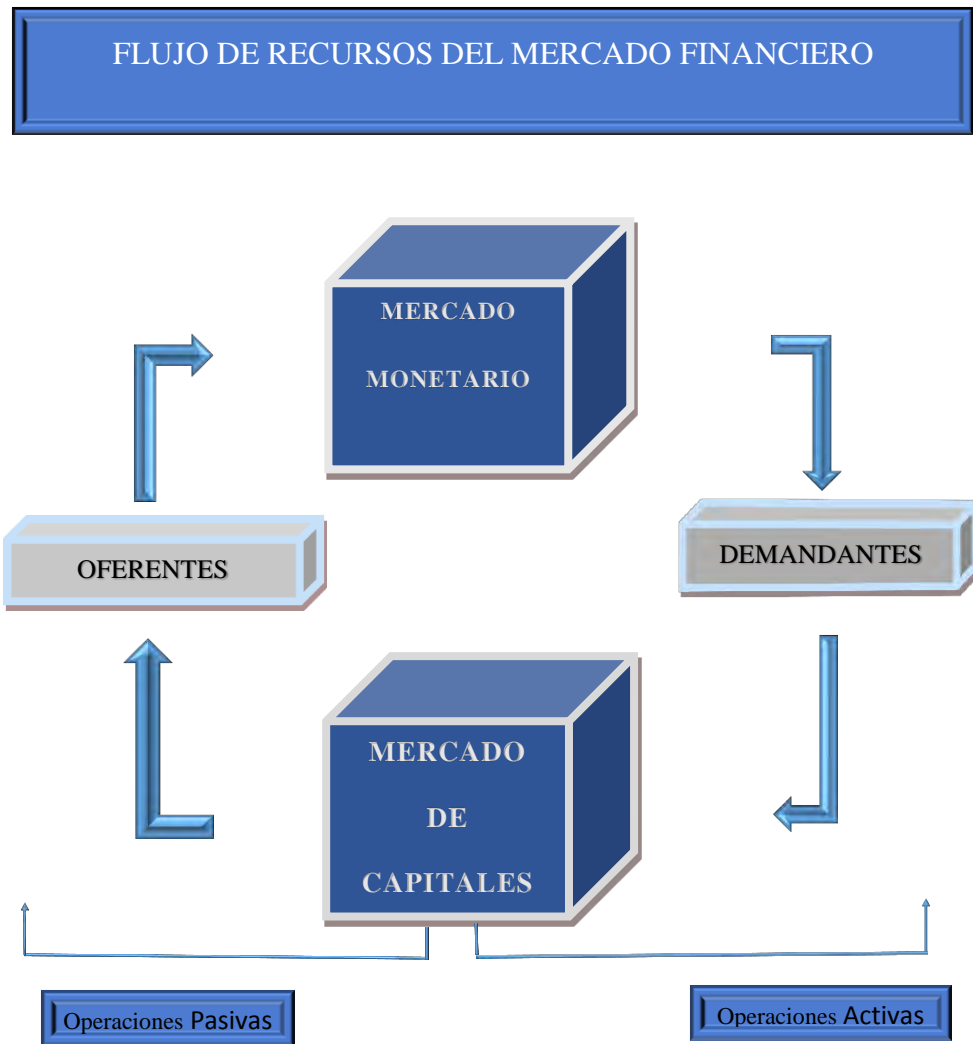 FLUJO DE RECURSOS DEL MERCADO FINANCIERO
MERCADO
MONETARIO
OFERENTES
DEMANDANTES
MERCADO
DE
CAPITALES
Operaciones Pasivas
Operaciones Activas